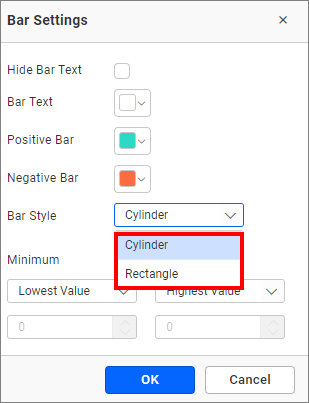 Bar Settings ×
Hide Bar Text
Bar Text
Positive Bar
Negative Bar
Bar Style Cylinder
Cylinder
Rectangle
Minimum
Lowest Value Highest Value
0 0
OK Cancel